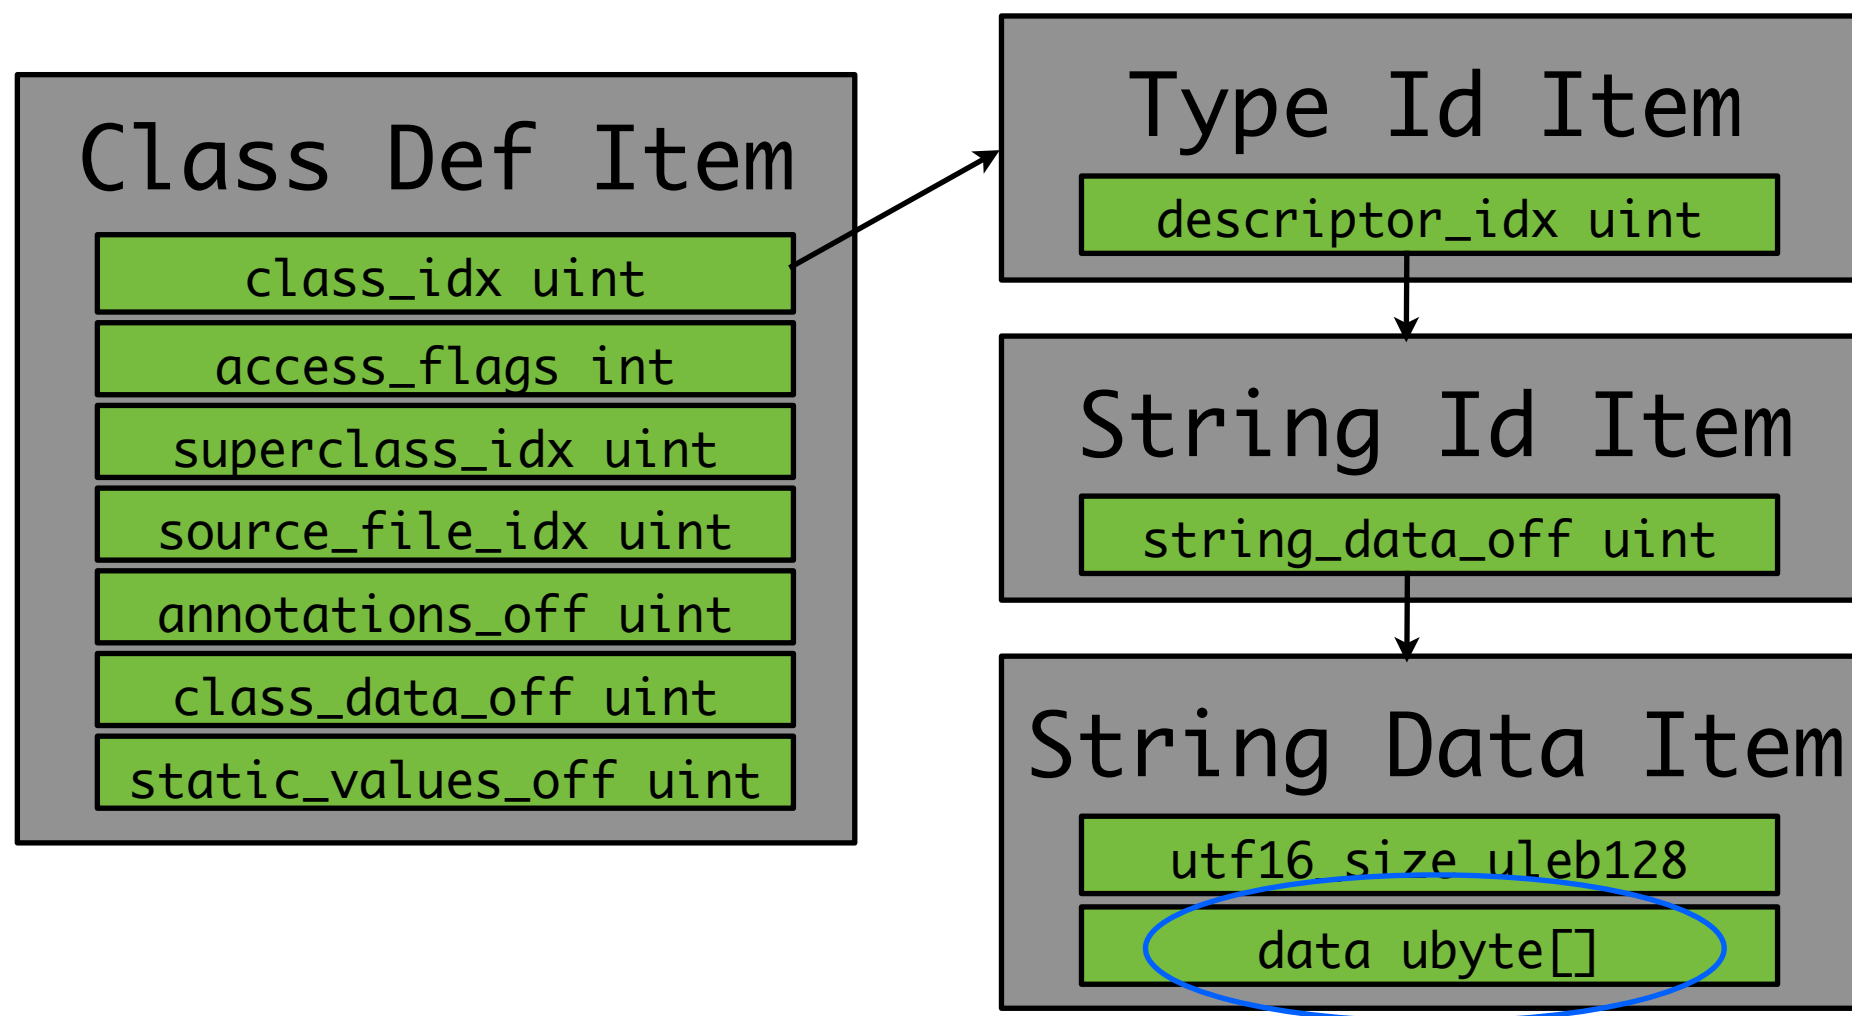 Class Def Item
class_idx uint
access_flags int
superclass_idx uint
source_file_idx uint
annotations_off uint
class_data_off uint
static_values_off uint
Type Id Item
descriptor_idx uint
String Id Item
string_data_off uint
String Data Item
utf16_size uleb128
data ubyte[]